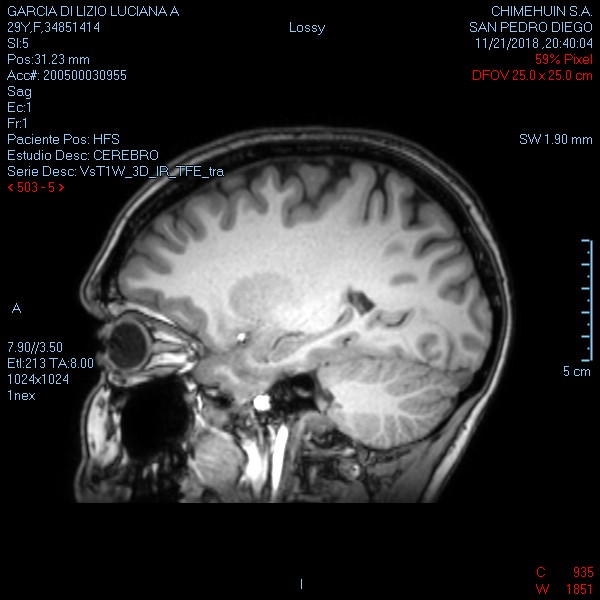 GARCIA DI LIZIO LUCIANA A
29Y,F,34851414
Sl:5
Pos:31.23 mm
Acc#: 200500030955
Sag
Ec:1
Fr:1
Paciente Pos: HFS
Estudio Desc: CEREBRO
Serie Desc: VsT1W_3D_IR_TFE_tra
< 503 - 5 >
Lossy
CHIMEHUIN S.A.
SAN PEDRO DIEGO
11/21/2018 ,20:40:04
59% Pixel
DFOV 25.0 x 25.0 cm
SW 1.90 mm
A
7.90//3.50
Etl:213 TA:8.00
1024x1024
1nex
5 cm
I
C 935
W 1851